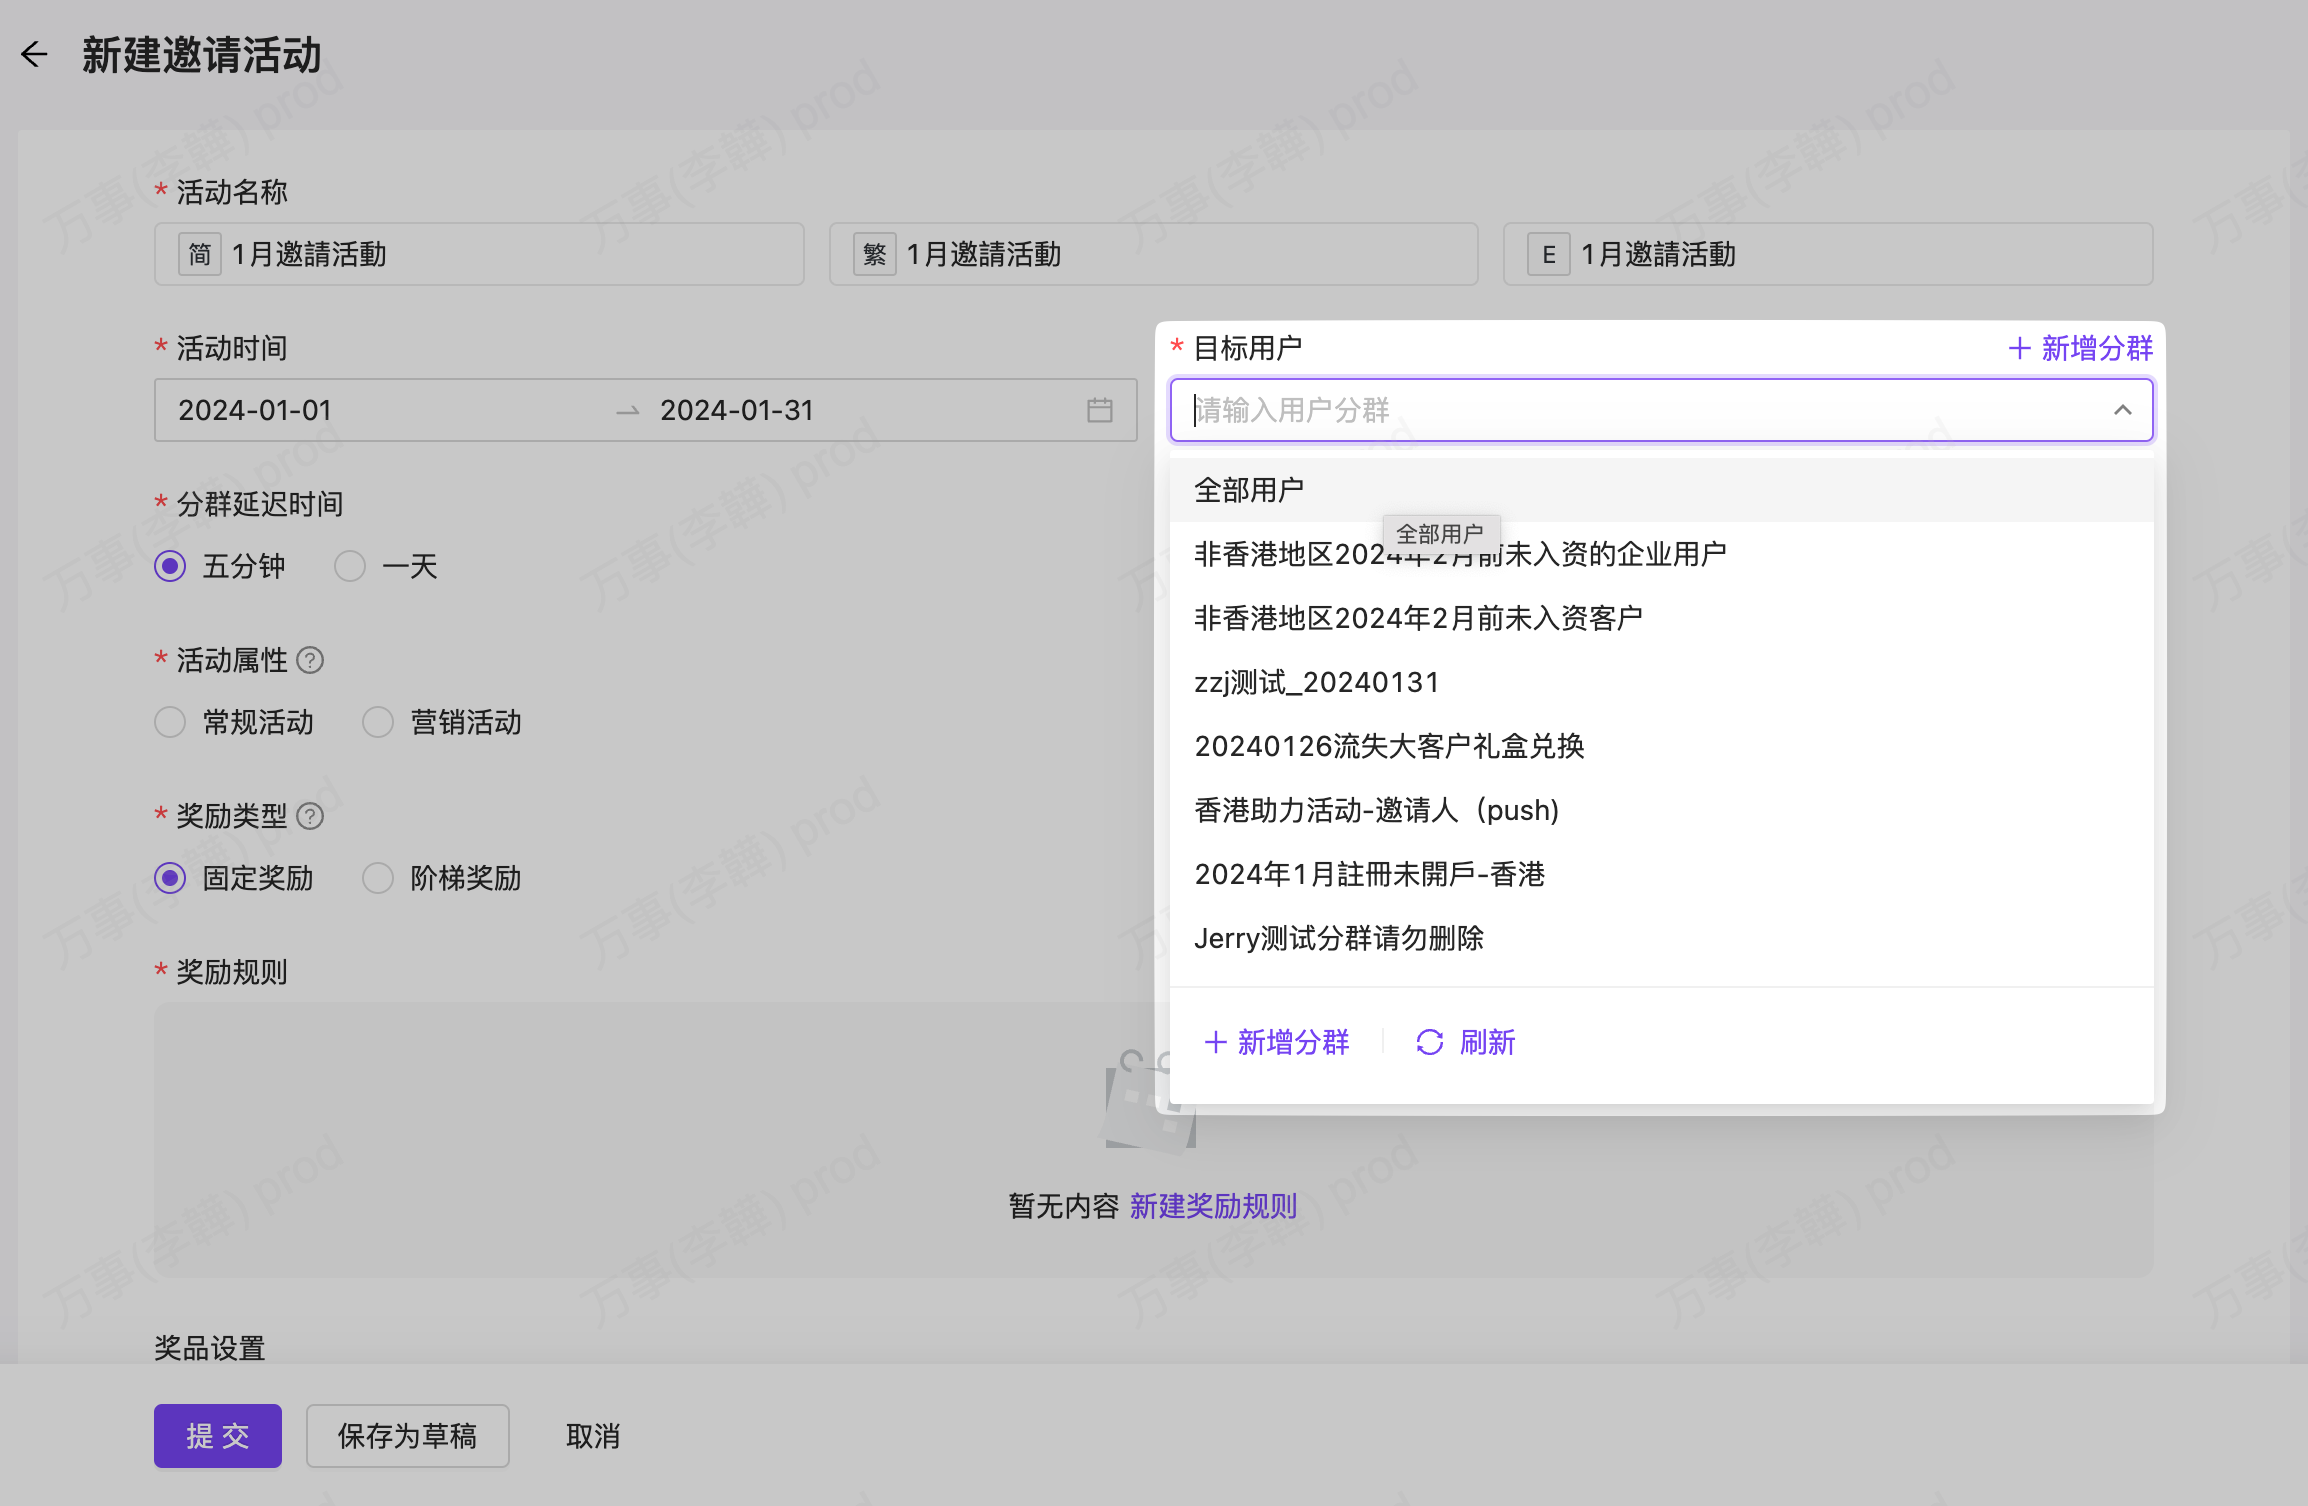 新建邀请活动
* 活动名称
简 1月邀請活動
繁 1月邀請活動
E 1月邀請活動
* 活动时间
2024-01-01 → 2024-01-31
* 目标用户
+ 新增分群
请输入用户分群
全部用户
全部用户
非香港地区2024年2月前未入资的企业用户
非香港地区2024年2月前未入资客户
zzj测试_20240131
20240126流失大客户礼盒兑换
香港助力活动-邀请人（push)
2024年1月註冊未開戶-香港
Jerry测试分群请勿删除
+ 新增分群
刷新
* 分群延迟时间
五分钟
一天
* 活动属性 ?
常规活动
营销活动
* 奖励类型 ?
固定奖励
阶梯奖励
* 奖励规则
暂无内容 新建奖励规则
奖品设置
提 交
保存为草稿
取消
万事(李韡) prod